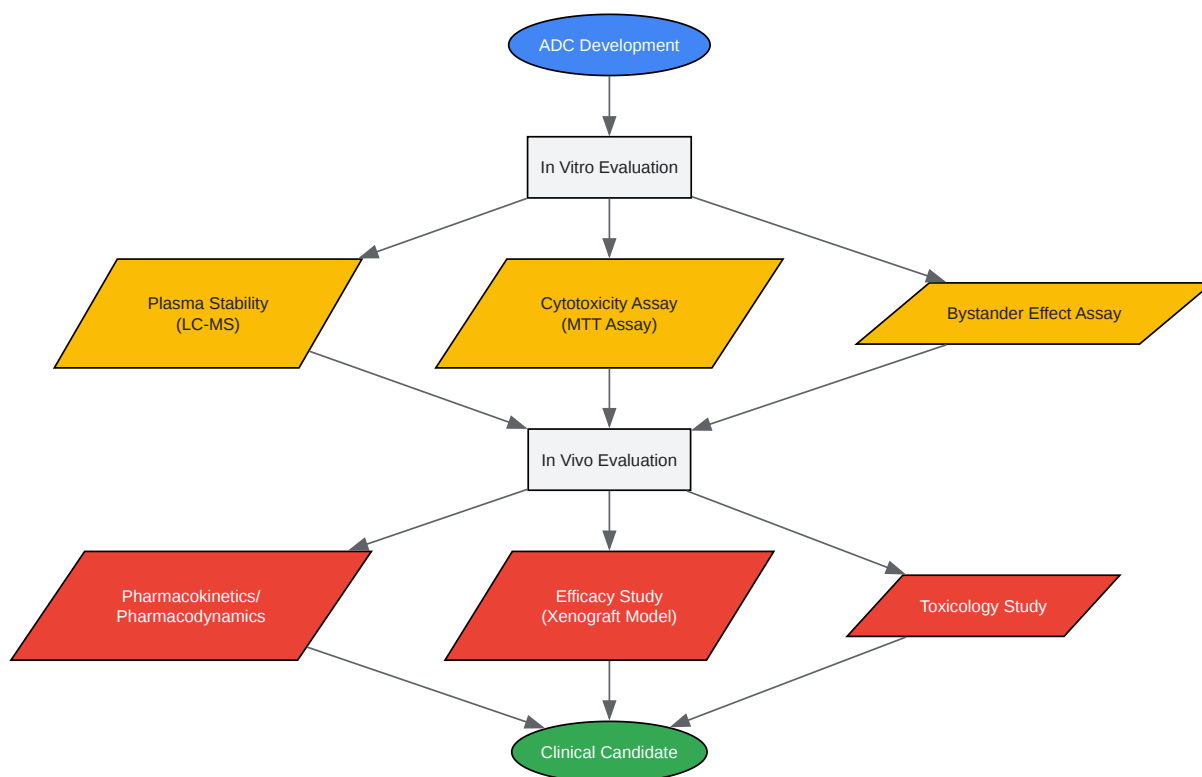 ADC Development
In Vitro Evaluation
Plasma Stability
(LC-MS)
Cytotoxicity Assay
(MTT Assay)
Bystander Effect Assay
In Vivo Evaluation
Pharmacokinetics/
Pharmacodynamics
Efficacy Study
(Xenograft Model)
Toxicology Study
Clinical Candidate